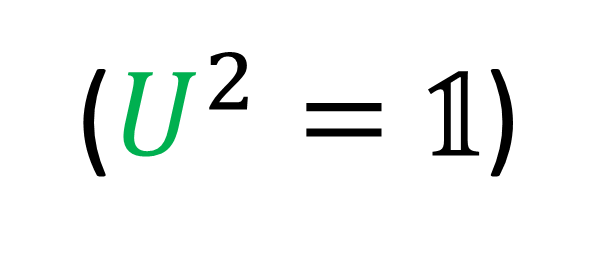 (𝑈² = 𝟙)